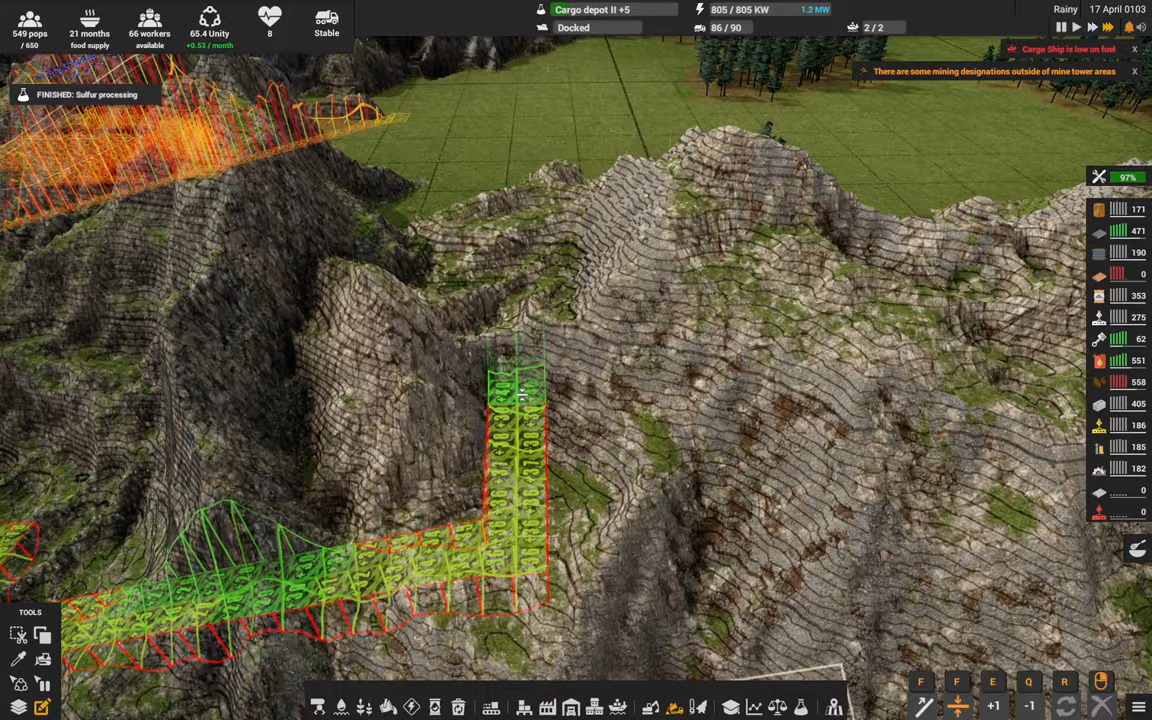 549 pops
/ 650
21 months
food supply
66 workers
available
65.4 Unity
+0.53 / month
8
Stable
Cargo depot II +5
Docked
805 / 805 KW
1.2 MW
86 / 90
2 / 2
Rainy
17 April 0103
Cargo Ship is low on fuel
X
There are some mining designations outside of mine tower areas
X
FINISHED: Sulfur processing
97%
171
471
190
0
353
275
62
551
558
405
186
185
182
0
0
TOOLS
F
F
E
Q
R
+1
-1